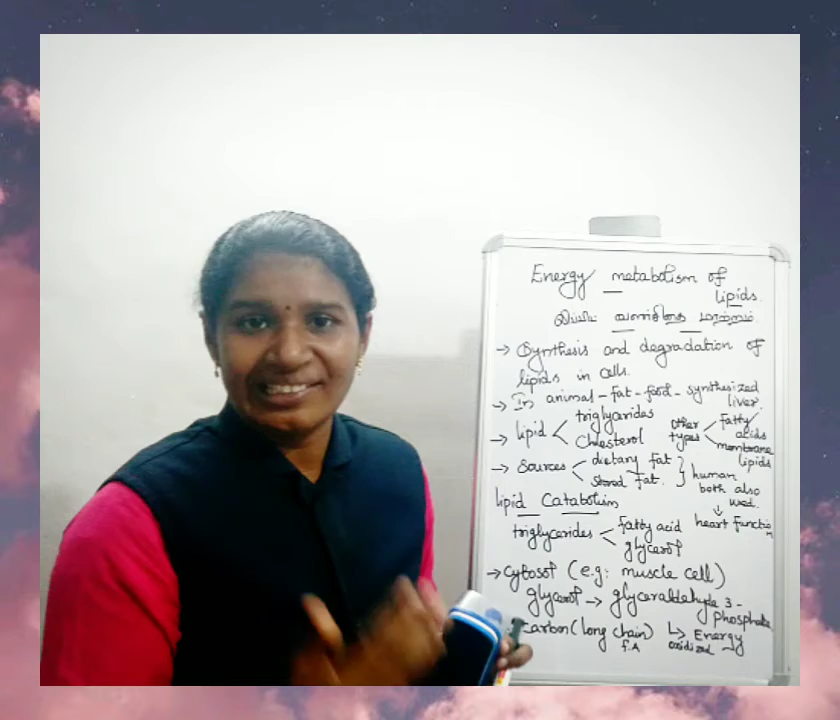 Energy metabolism of
lipids.
→ Synthesis and degradation of
lipids in cells.
→ In animal - fat - food - synthesized
liver.
→ lipid < triglyarides
Cholesterol
other types < fatty acids
membrane lipids
→ Sources < dietary fat
stored fat. } human both also used.
↓
heart function
lipid Catabolism
triglycerides < fatty acid
glycerol
→ Cytosol (e.g: muscle cell)
glycerol → glyceraldehyde 3-
phosphate
carbon (long chain) ↳ Energy
f.A oxidized